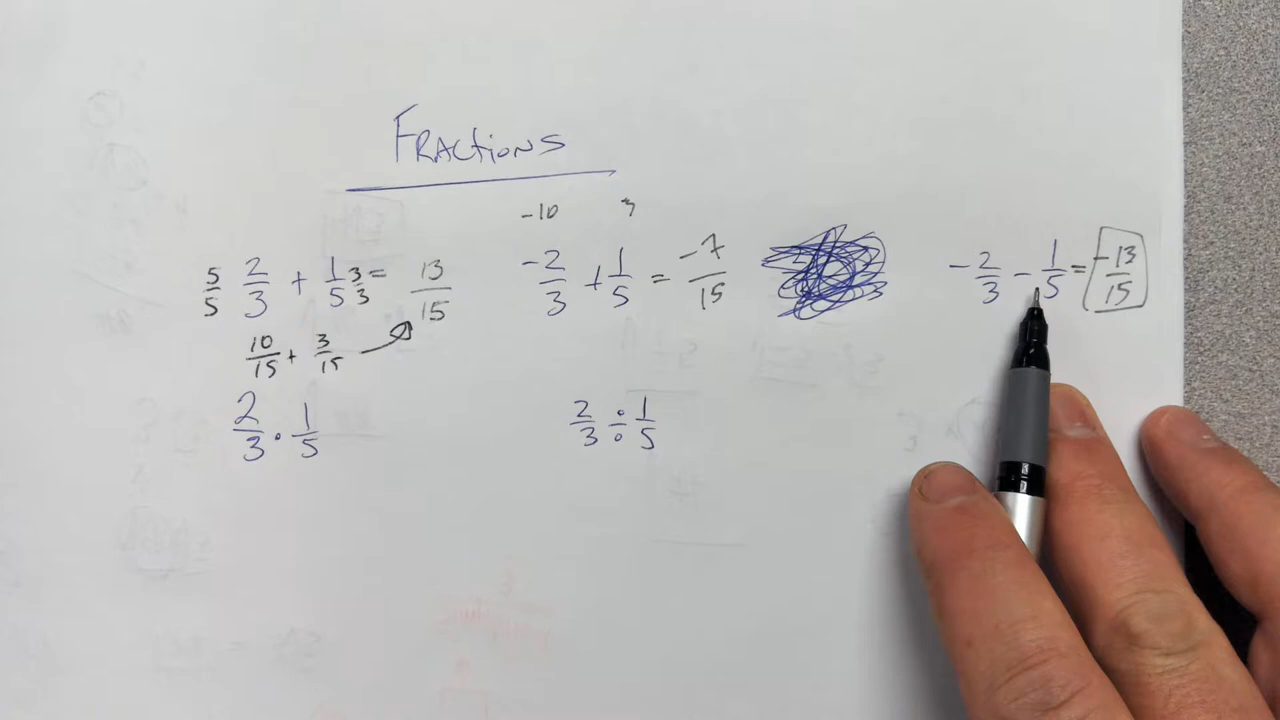 FRACTIONS
-10 3
5/5 2/3 + 1/5 3/3 = 13/15
-2/3 + 1/5 = -7/15
-2/3 - 1/5 = -13/15
10/15 + 3/15
2/3 · 1/5
2/3 ÷ 1/5